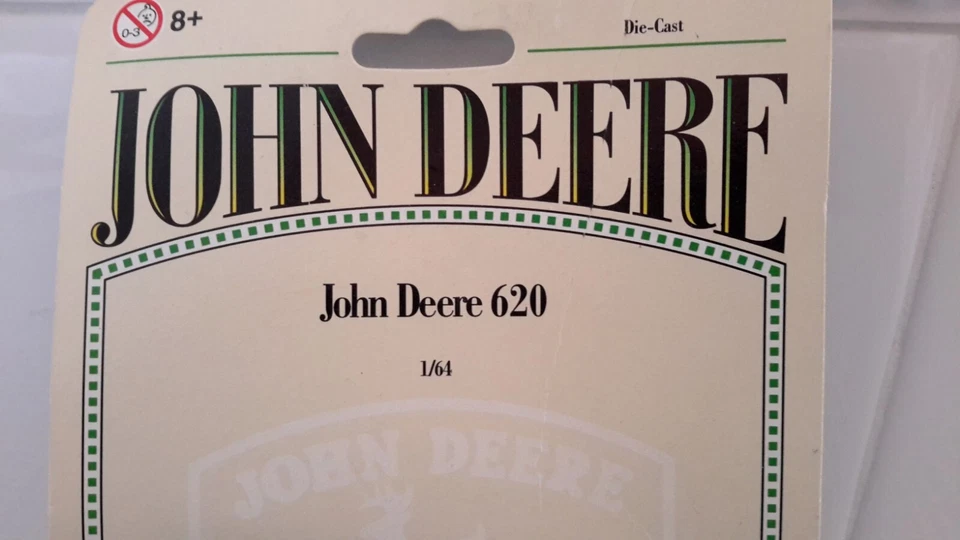 0-3 8+
Die-Cast
JOHN DEERE
John Deere 620
1/64
JOHN DEERE